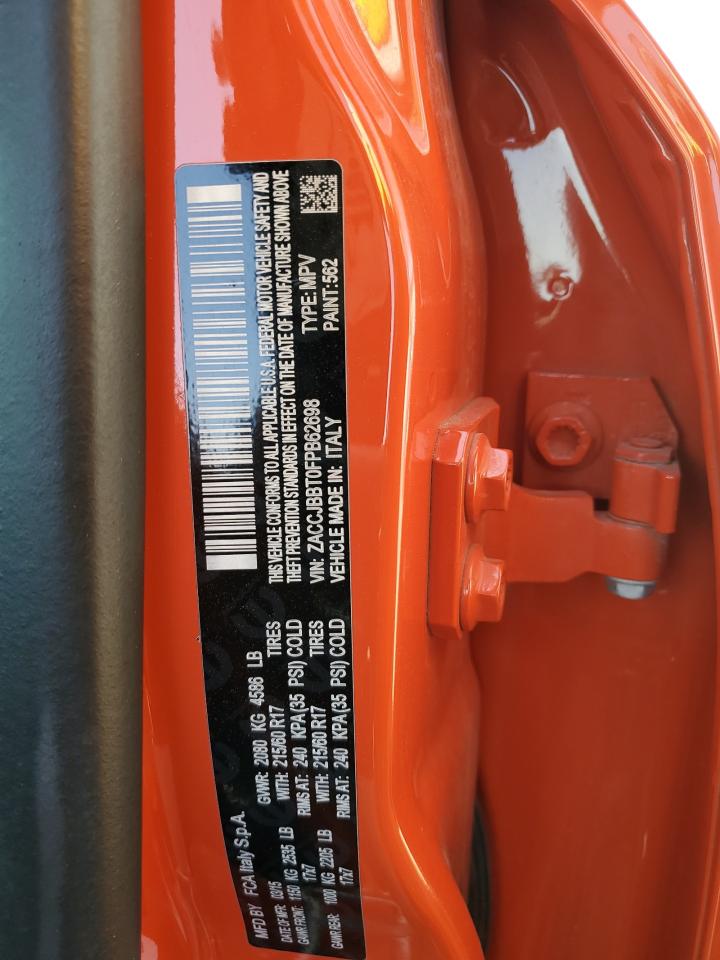 MFD BY FCA Italy S.p.A.
DATE OF MFR 03/15 GVWR: 2080 KG 4586 LB
GAWR FRONT: 1150 KG 2535 LB WITH: 215/60 R17 TIRES
17x7 RIMS AT: 240 KPA(35 PSI) COLD
GAWR REAR: 1000 KG 2205 LB WITH: 215/60 R17 TIRES
17x7 RIMS AT: 240 KPA(35 PSI) COLD
THIS VEHICLE CONFORMS TO ALL APPLICABLE U.S.A. FEDERAL MOTOR VEHICLE SAFETY AND
THEFT PREVENTION STANDARDS IN EFFECT ON THE DATE OF MANUFACTURE SHOWN ABOVE
VIN: ZACCJBBT0FPB62698 TYPE: MPV
VEHICLE MADE IN: ITALY PAINT: 562